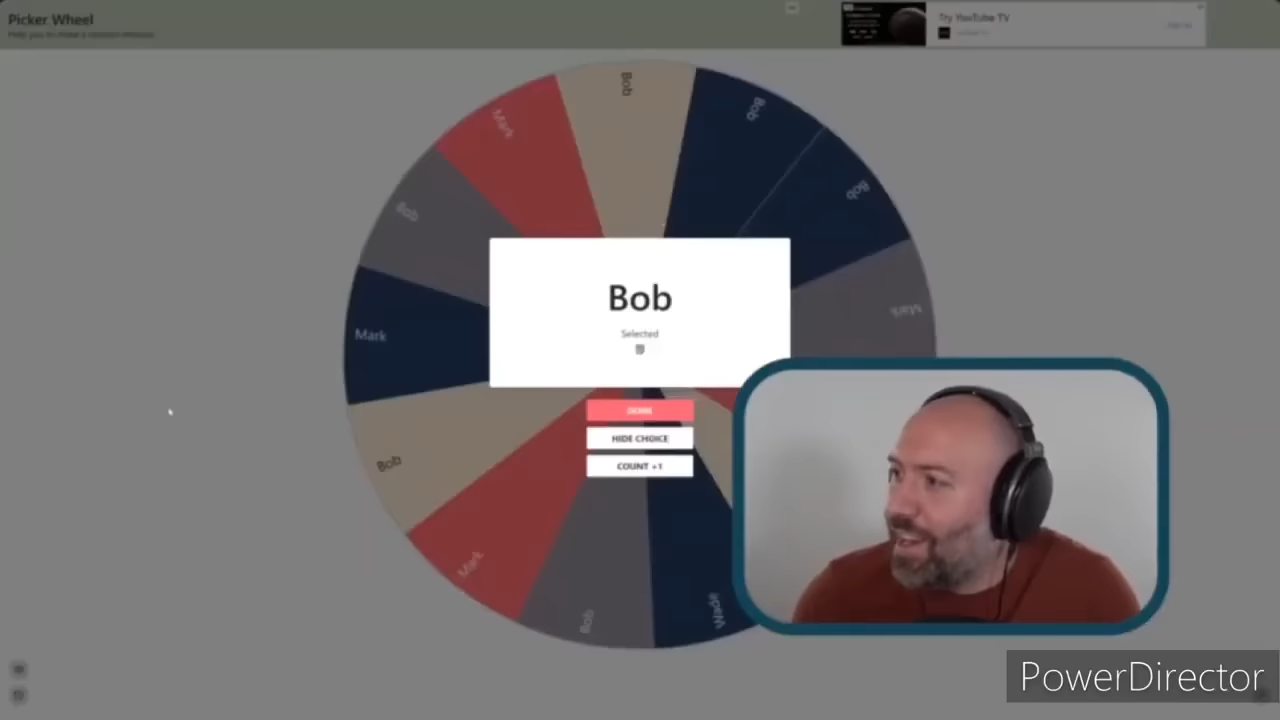 Picker Wheel
Try YouTube TV
Bob
Bob
Bob
Mark
Bob
Mark
Mark
Bob
Selected
Bob
Mark
Bob
HIDE CHOICE
COUNT +1
Wade
PowerDirector